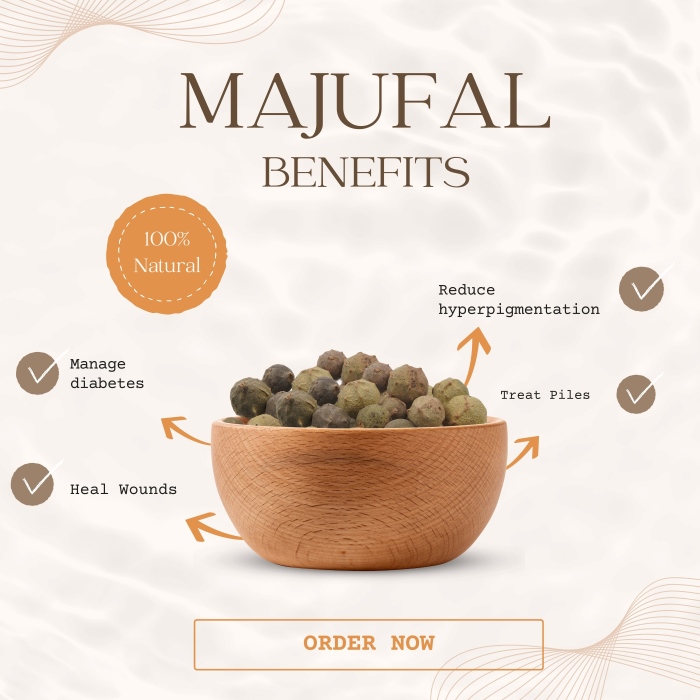 MAJUFAL
BENEFITS
100%
Natural
Reduce
hyperpigmentation
Manage
diabetes
Treat Piles
Heal Wounds
ORDER NOW